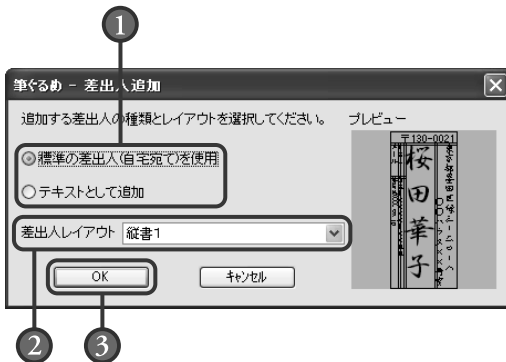 1
筆ぐるめ - 差出人追加
追加する差出人の種類とレイアウトを選択してください。
プレビュー
標準の差出人(自宅宛て)を使用
テキストとして追加
差出人レイアウト 縦書1
OK
キャンセル
〒130-0021
桜田華子
2
3